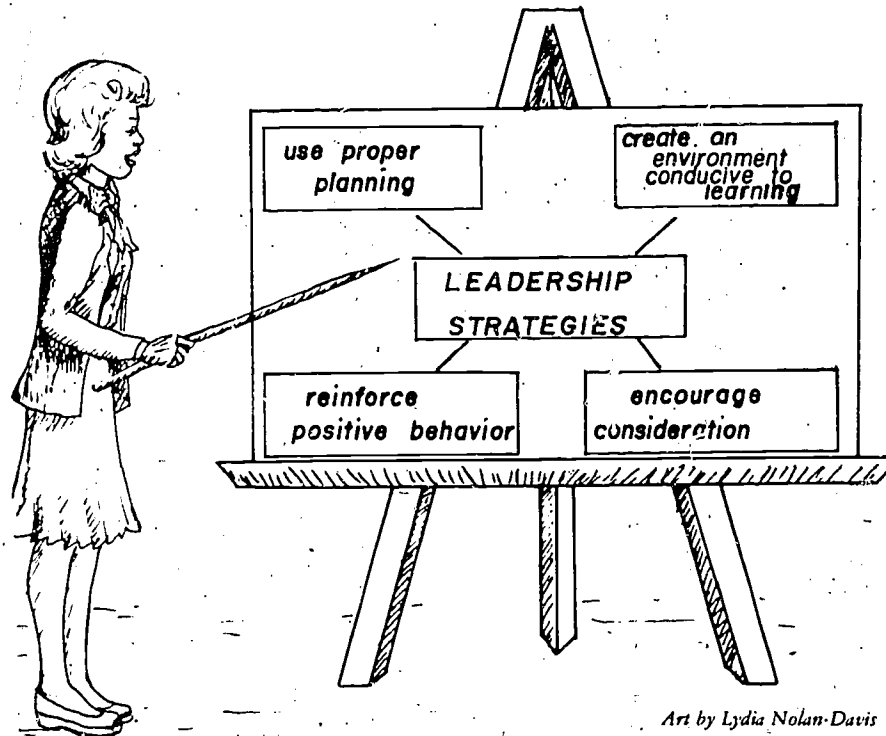 use proper
planning
create an
environment
conducive to
learning
LEADERSHIP
STRATEGIES
reinforce
positive behavior
encourage
consideration
Art by Lydia Nolan-Davis